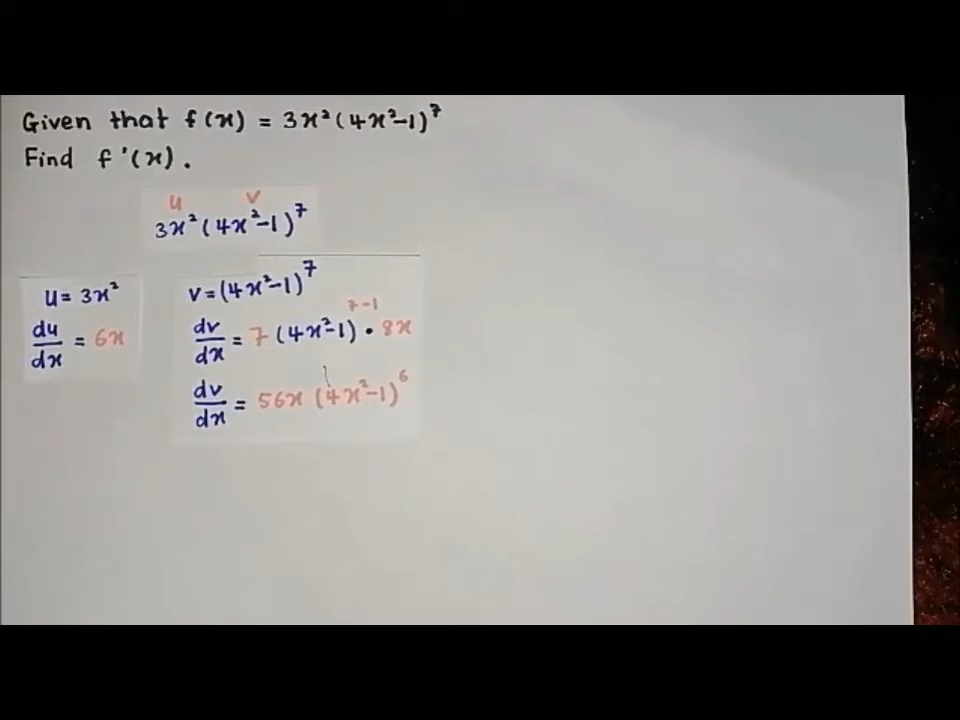 Given that f(x) = 3x²(4x²-1)⁷
Find f'(x).
u v
3x²(4x²-1)⁷
u = 3x²
du/dx = 6x
v = (4x²-1)⁷
dv/dx = 7(4x²-1)⁷⁻¹ • 8x
dv/dx = 56x (4x²-1)⁶